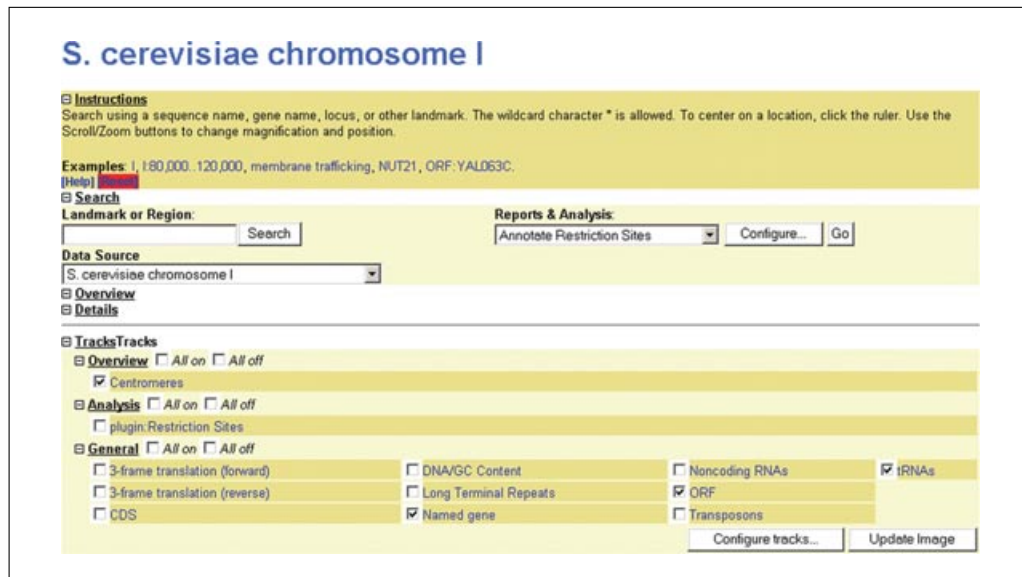 S. cerevisiae chromosome I
Instructions
Search using a sequence name, gene name, locus, or other landmark. The wildcard character * is allowed. To center on a location, click the ruler. Use the
Scroll/Zoom buttons to change magnification and position.
Examples: I, I:80,000..120,000, membrane trafficking, NUT21, ORF:YAL063C.
[Help] [Reset]
Search
Landmark or Region:
Reports & Analysis:
Search
Annotate Restriction Sites
Configure...
Go
Data Source
S. cerevisiae chromosome I
Overview
Details
TracksTracks
Overview All on All off
Centromeres
Analysis All on All off
plugin:Restriction Sites
General All on All off
3-frame translation (forward) DNA/GC Content Noncoding RNAs tRNAs
3-frame translation (reverse) Long Terminal Repeats ORF
CDS Named gene Transposons
Configure tracks... Update Image